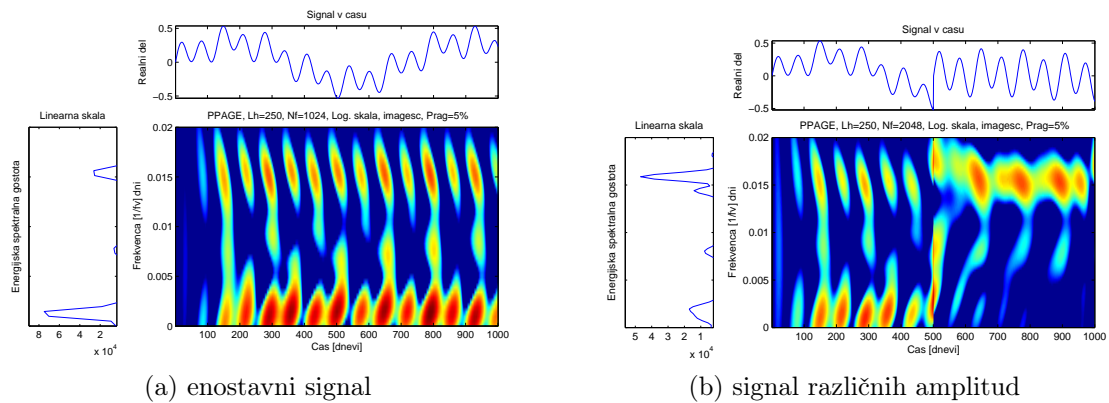 Signal v casu
0.5
0
−0.5
Realni del
Linearna skala
PPAGE, Lh=250, Nf=1024, Log. skala, imagesc, Prag=5%
Energijska spektralna gostota
Frekvenca [1/fv] dni
0.02
0.015
0.01
0.005
0
8 6 4 2
x 10^4
100 200 300 400 500 600 700 800 900 1000
Cas [dnevi]
(a) enostavni signal
Signal v casu
0.5
0
−0.5
Realni del
Linearna skala
PPAGE, Lh=250, Nf=2048, Log. skala, imagesc, Prag=5%
Energijska spektralna gostota
Frekvenca [1/fv] dni
0.02
0.015
0.01
0.005
0
5 4 3 2 1
x 10^4
100 200 300 400 500 600 700 800 900 1000
Cas [dnevi]
(b) signal različnih amplitud